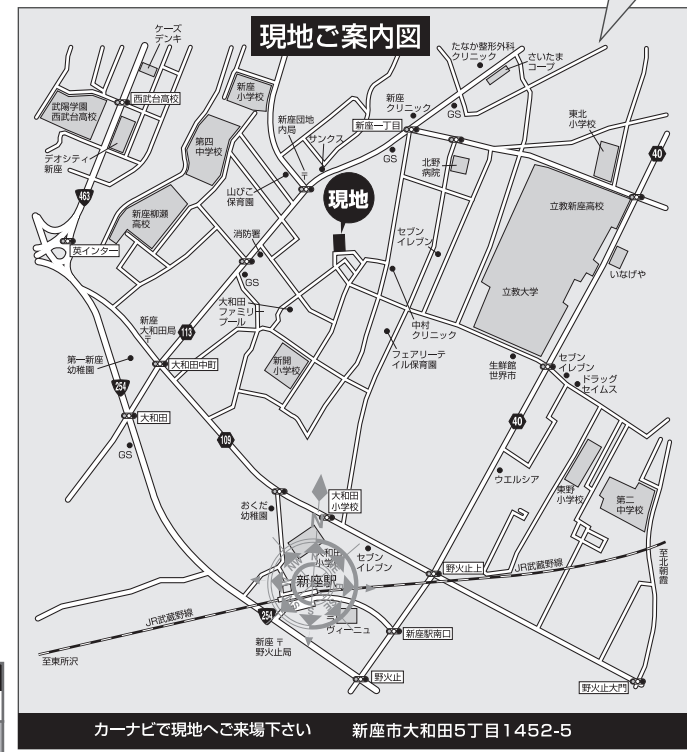 現地ご案内図
ケーズ
デンキ
たなか整形外科
クリニック
さいたま
コープ
新座
小学校
武陽学園
西武台高校
西武台高校
新座
クリニック
GS
新座団地
内局
新座一丁目
東北
小学校
第四
中学校
サンクス
GS
40
デオシティ
新座
〒
北野
病院
山びこ
保育園
現地
463
立教新座高校
新座柳瀬
高校
セブン
イレブン
消防署
英インター
いなげや
GS
立教大学
大和田
ファミリー
プール
新座
大和田局
〒
113
中村
クリニック
第一新座
幼稚園
大和田中町
新開
小学校
フェアリーテ
イル保育園
生鮮館
世界市
セブン
イレブン
ドラッグ
セイムス
254
大和田
40
109
GS
ウエルシア
東野
小学校
第二
中学校
おくだ
幼稚園
大和田
小学校
N
大和田
小学校
セブン
イレブン
野火止上
JR武蔵野線
至北朝霞
新座駅
JR武蔵野線
254
ヴィーニュ
新座駅南口
新座 〒
野火止局
至東所沢
野火止
野火止大門
カーナビで現地へご来場下さい 新座市大和田5丁目1452-5